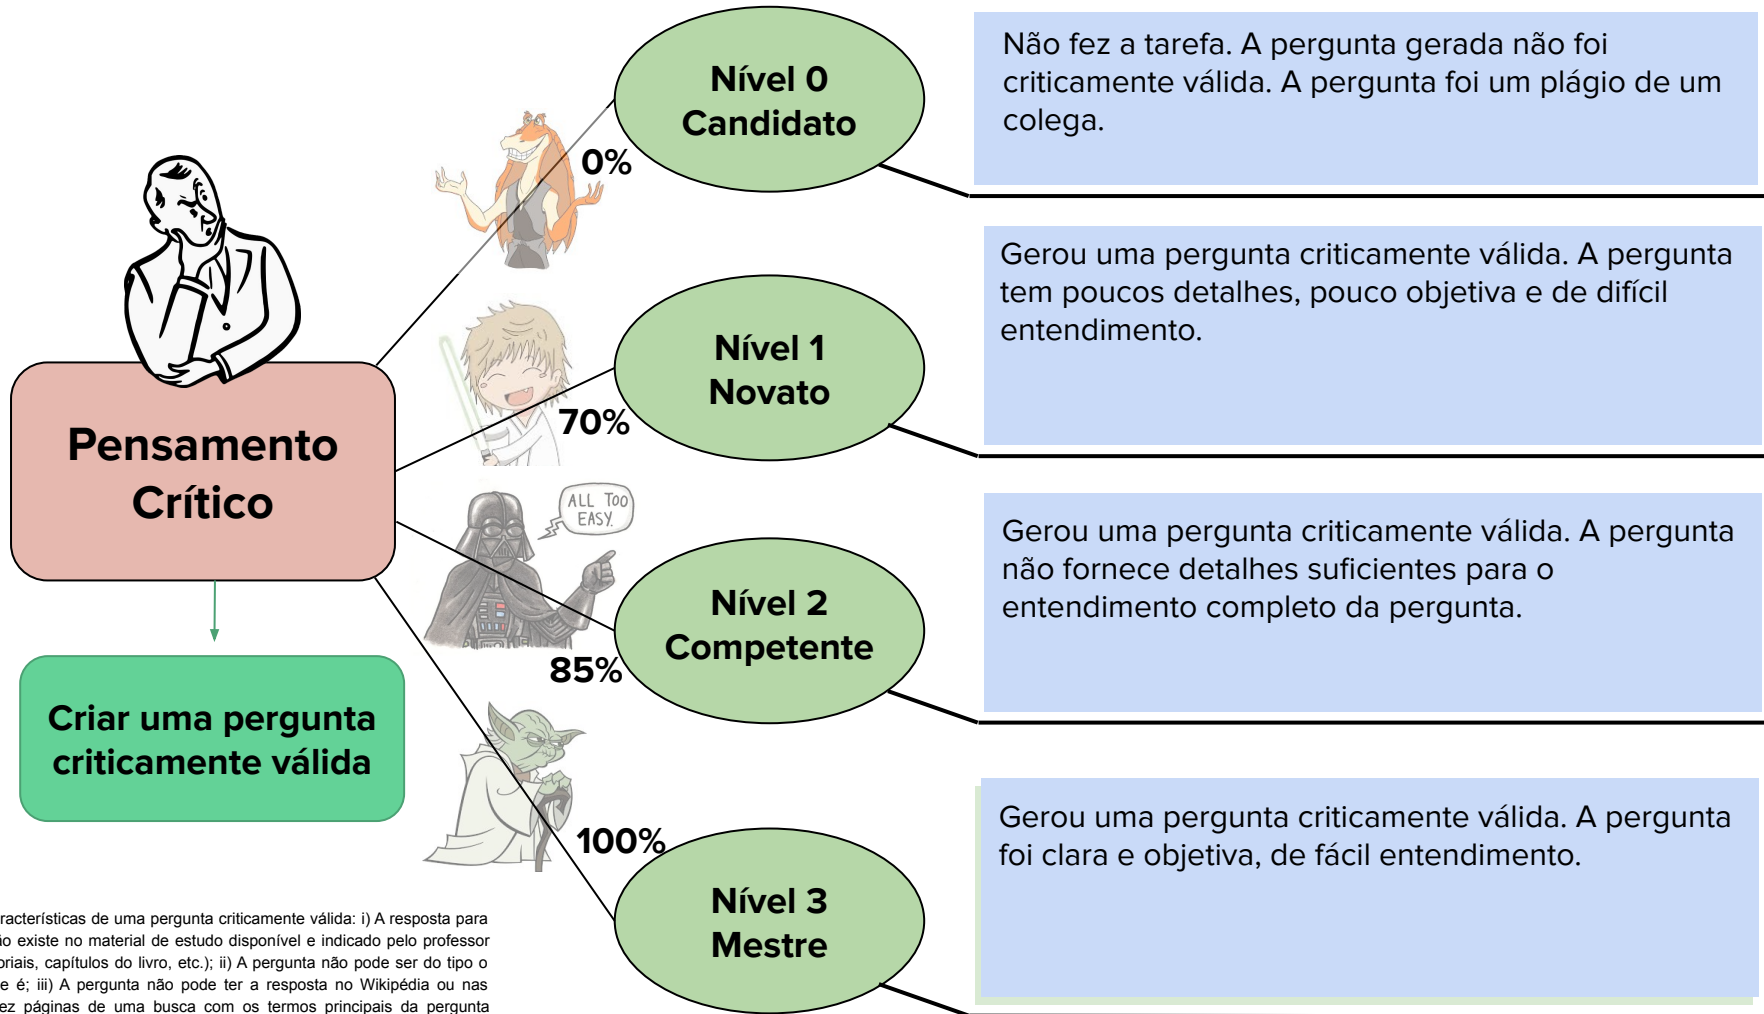 Nível 0
Candidato
0%
Não fez a tarefa. A pergunta gerada não foi
criticamente válida. A pergunta foi um plágio de um
colega.
Gerou uma pergunta criticamente válida. A pergunta
tem poucos detalhes, pouco objetiva e de difícil
entendimento.
Nível 1
Novato
70%
Pensamento
Crítico
ALL TOO
EASY.
Gerou uma pergunta criticamente válida. A pergunta
não fornece detalhes suficientes para o
entendimento completo da pergunta.
Nível 2
Competente
85%
Criar uma pergunta
criticamente válida
Gerou uma pergunta criticamente válida. A pergunta
foi clara e objetiva, de fácil entendimento.
100%
Nível 3
Mestre
racterísticas de uma pergunta criticamente válida: i) A resposta para
ão existe no material de estudo disponível e indicado pelo professor
oriais, capítulos do livro, etc.); ii) A pergunta não pode ser do tipo o
e é; iii) A pergunta não pode ter a resposta no Wikipédia ou nas
ez páginas de uma busca com os termos principais da pergunta